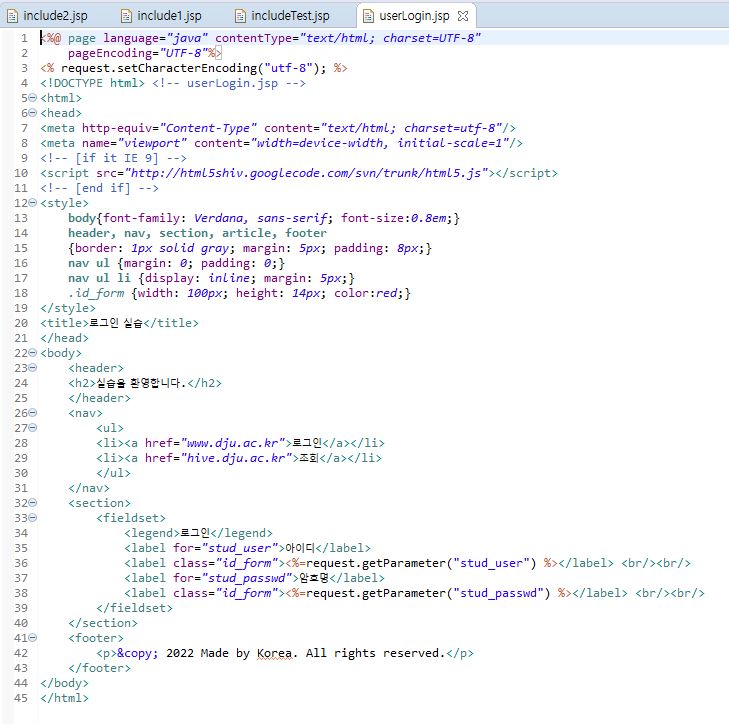 include2.jsp include1.jsp includeTest.jsp userLogin.jsp
1 <%@ page language="java" contentType="text/html; charset=UTF-8"
2 pageEncoding="UTF-8"%>
3 <% request.setCharacterEncoding("utf-8"); %>
4 <!DOCTYPE html> <!-- userLogin.jsp -->
5 <html>
6 <head>
7 <meta http-equiv="Content-Type" content="text/html; charset=utf-8"/>
8 <meta name="viewport" content="width=device-width, initial-scale=1"/>
9 <!-- [if it IE 9] -->
10 <script src="http://html5shiv.googlecode.com/svn/trunk/html5.js"></script>
11 <!-- [end if] -->
12 <style>
13 body{font-family: Verdana, sans-serif; font-size:0.8em;}
14 header, nav, section, article, footer
15 {border: 1px solid gray; margin: 5px; padding: 8px;}
16 nav ul {margin: 0; padding: 0;}
17 nav ul li {display: inline; margin: 5px;}
18 .id_form {width: 100px; height: 14px; color:red;}
19 </style>
20 <title>로그인 실습</title>
21 </head>
22 <body>
23 <header>
24 <h2>실습을 환영합니다.</h2>
25 </header>
26 <nav>
27 <ul>
28 <li><a href="www.dju.ac.kr">로그인</a></li>
29 <li><a href="hive.dju.ac.kr">조회</a></li>
30 </ul>
31 </nav>
32 <section>
33 <fieldset>
34 <legend>로그인</legend>
35 <label for="stud_user">아이디</label>
36 <label class="id_form"><%=request.getParameter("stud_user") %></label> <br/><br/>
37 <label for="stud_passwd">암호명</label>
38 <label class="id_form"><%=request.getParameter("stud_passwd") %></label> <br/><br/>
39 </fieldset>
40 </section>
41 <footer>
42 <p>&copy; 2022 Made by Korea. All rights reserved.</p>
43 </footer>
44 </body>
45 </html>